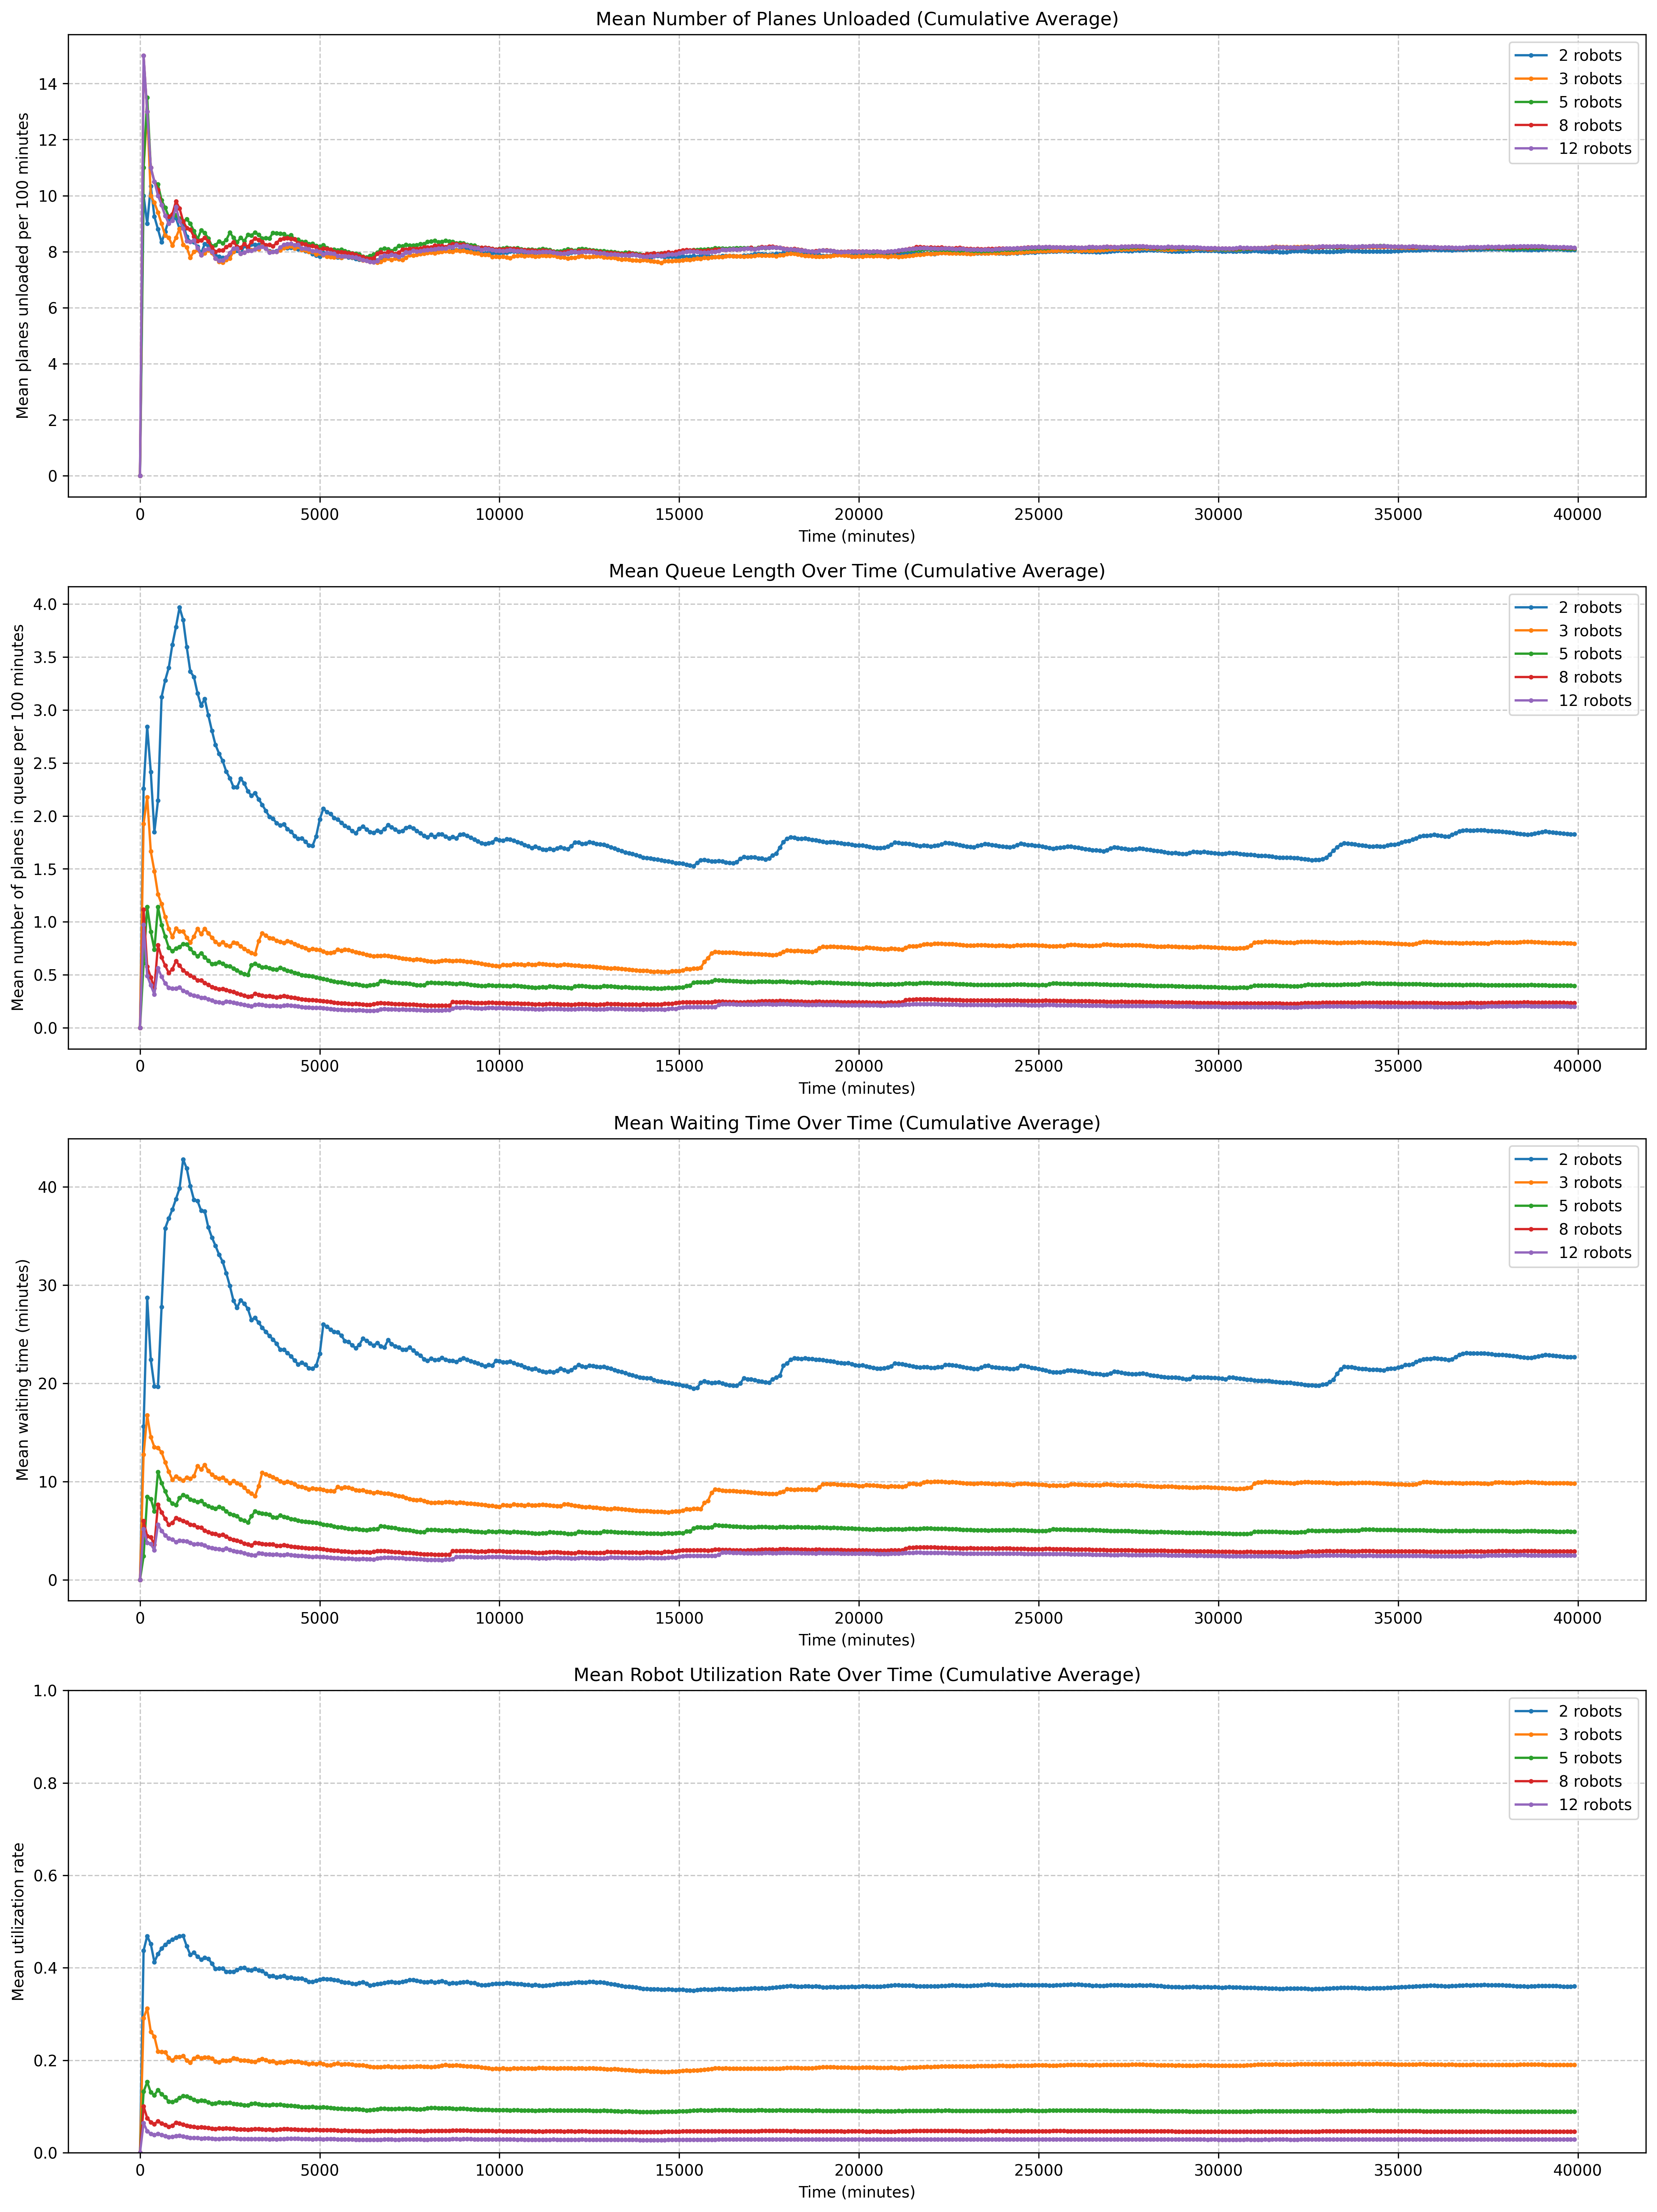 Mean Number of Planes Unloaded (Cumulative Average)
Mean planes unloaded per 100 minutes
14
12
10
8
6
4
2
0
2 robots
3 robots
5 robots
8 robots
12 robots
0 5000 10000 15000 20000 25000 30000 35000 40000
Time (minutes)
Mean Queue Length Over Time (Cumulative Average)
Mean number of planes in queue per 100 minutes
4.0
3.5
3.0
2.5
2.0
1.5
1.0
0.5
0.0
2 robots
3 robots
5 robots
8 robots
12 robots
0 5000 10000 15000 20000 25000 30000 35000 40000
Time (minutes)
Mean Waiting Time Over Time (Cumulative Average)
Mean waiting time (minutes)
40
30
20
10
0
2 robots
3 robots
5 robots
8 robots
12 robots
0 5000 10000 15000 20000 25000 30000 35000 40000
Time (minutes)
Mean Robot Utilization Rate Over Time (Cumulative Average)
Mean utilization rate
1.0
0.8
0.6
0.4
0.2
0.0
2 robots
3 robots
5 robots
8 robots
12 robots
0 5000 10000 15000 20000 25000 30000 35000 40000
Time (minutes)